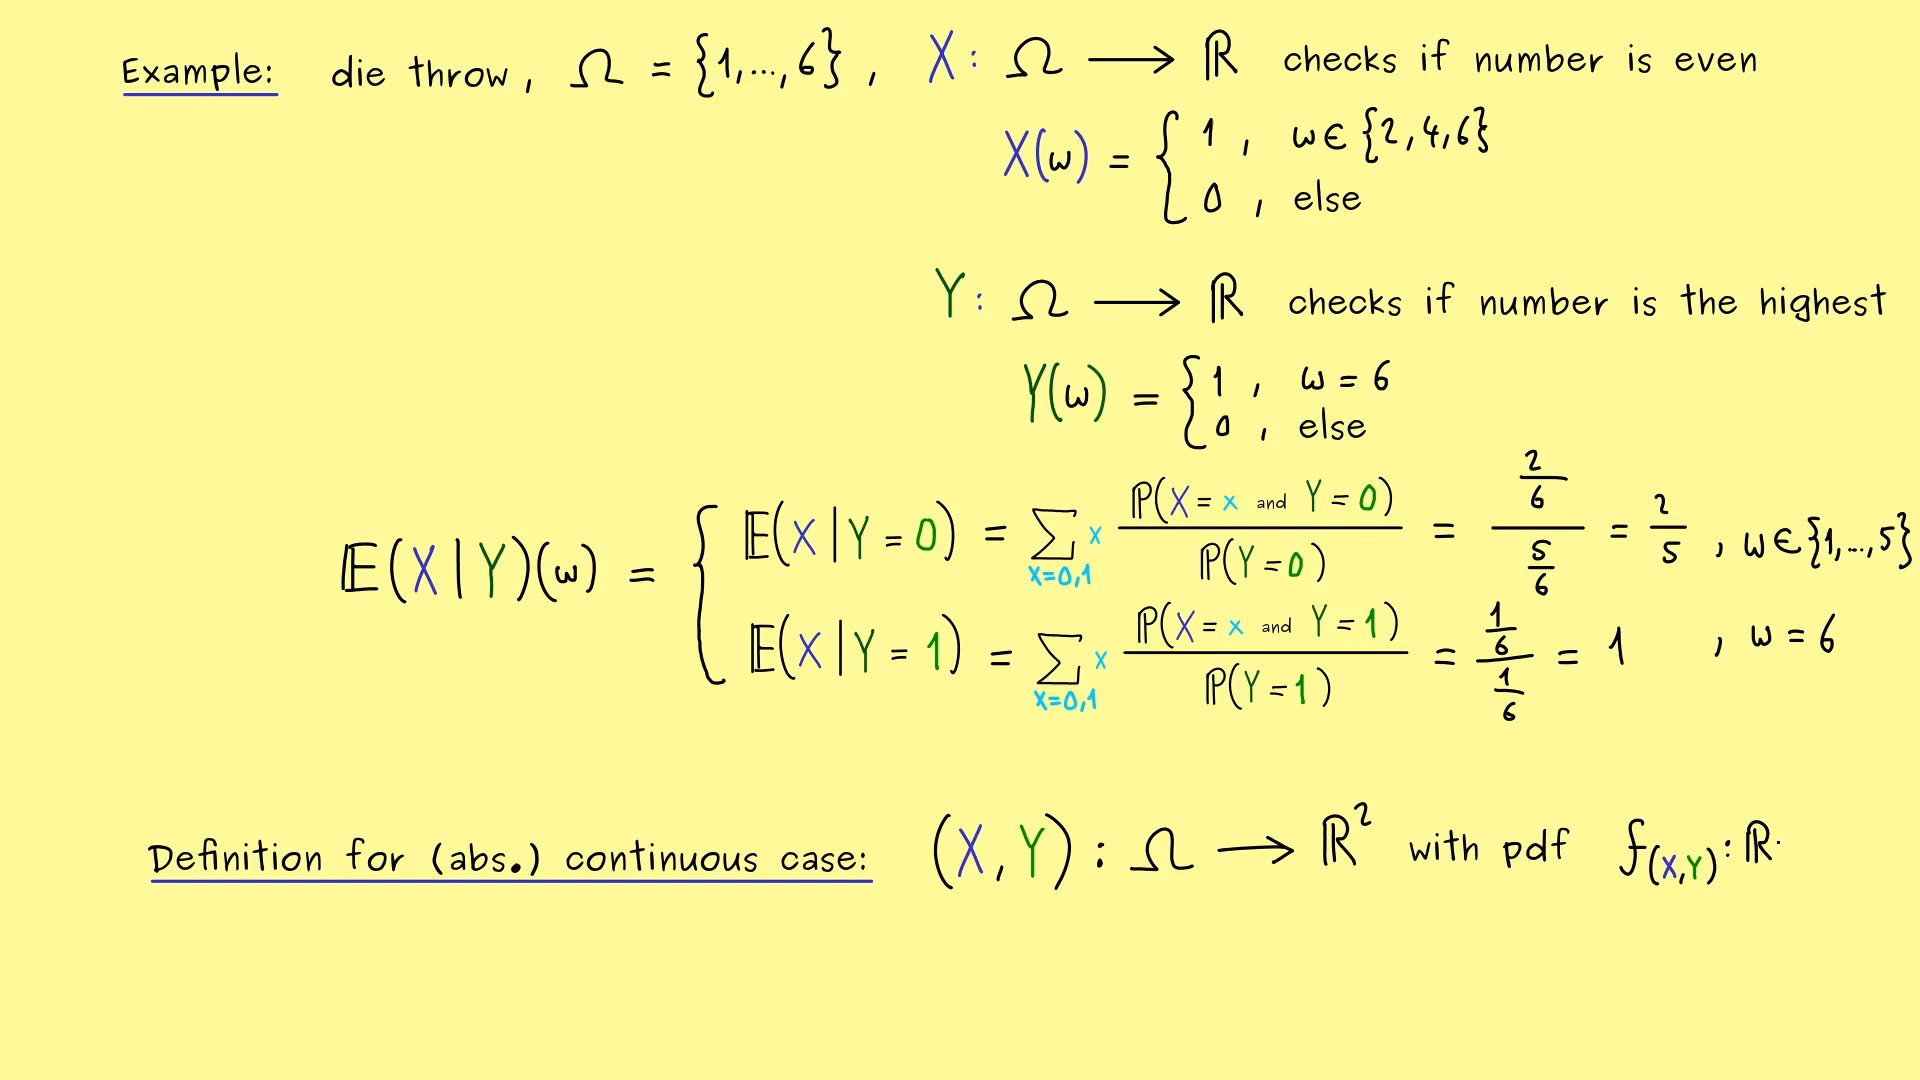 Example: die throw, Ω = {1,...,6}, X: Ω ⟶ ℝ checks if number is even
X(ω) = { 1, ω∈{2,4,6}
0, else
Y: Ω ⟶ ℝ checks if number is the highest
Y(ω) = { 1, ω = 6
0, else
𝔼(X|Y)(ω) = { 𝔼(X|Y=0) = ∑_{x=0,1} x ℙ(X=x and Y=0) / ℙ(Y=0) = (2/6) / (5/6) = 2/5, ω∈{1,...,5}
𝔼(X|Y=1) = ∑_{x=0,1} x ℙ(X=x and Y=1) / ℙ(Y=1) = (1/6) / (1/6) = 1, ω = 6
Definition for (abs.) continuous case: (X,Y): Ω ⟶ ℝ² with pdf f_{(X,Y)}: ℝ